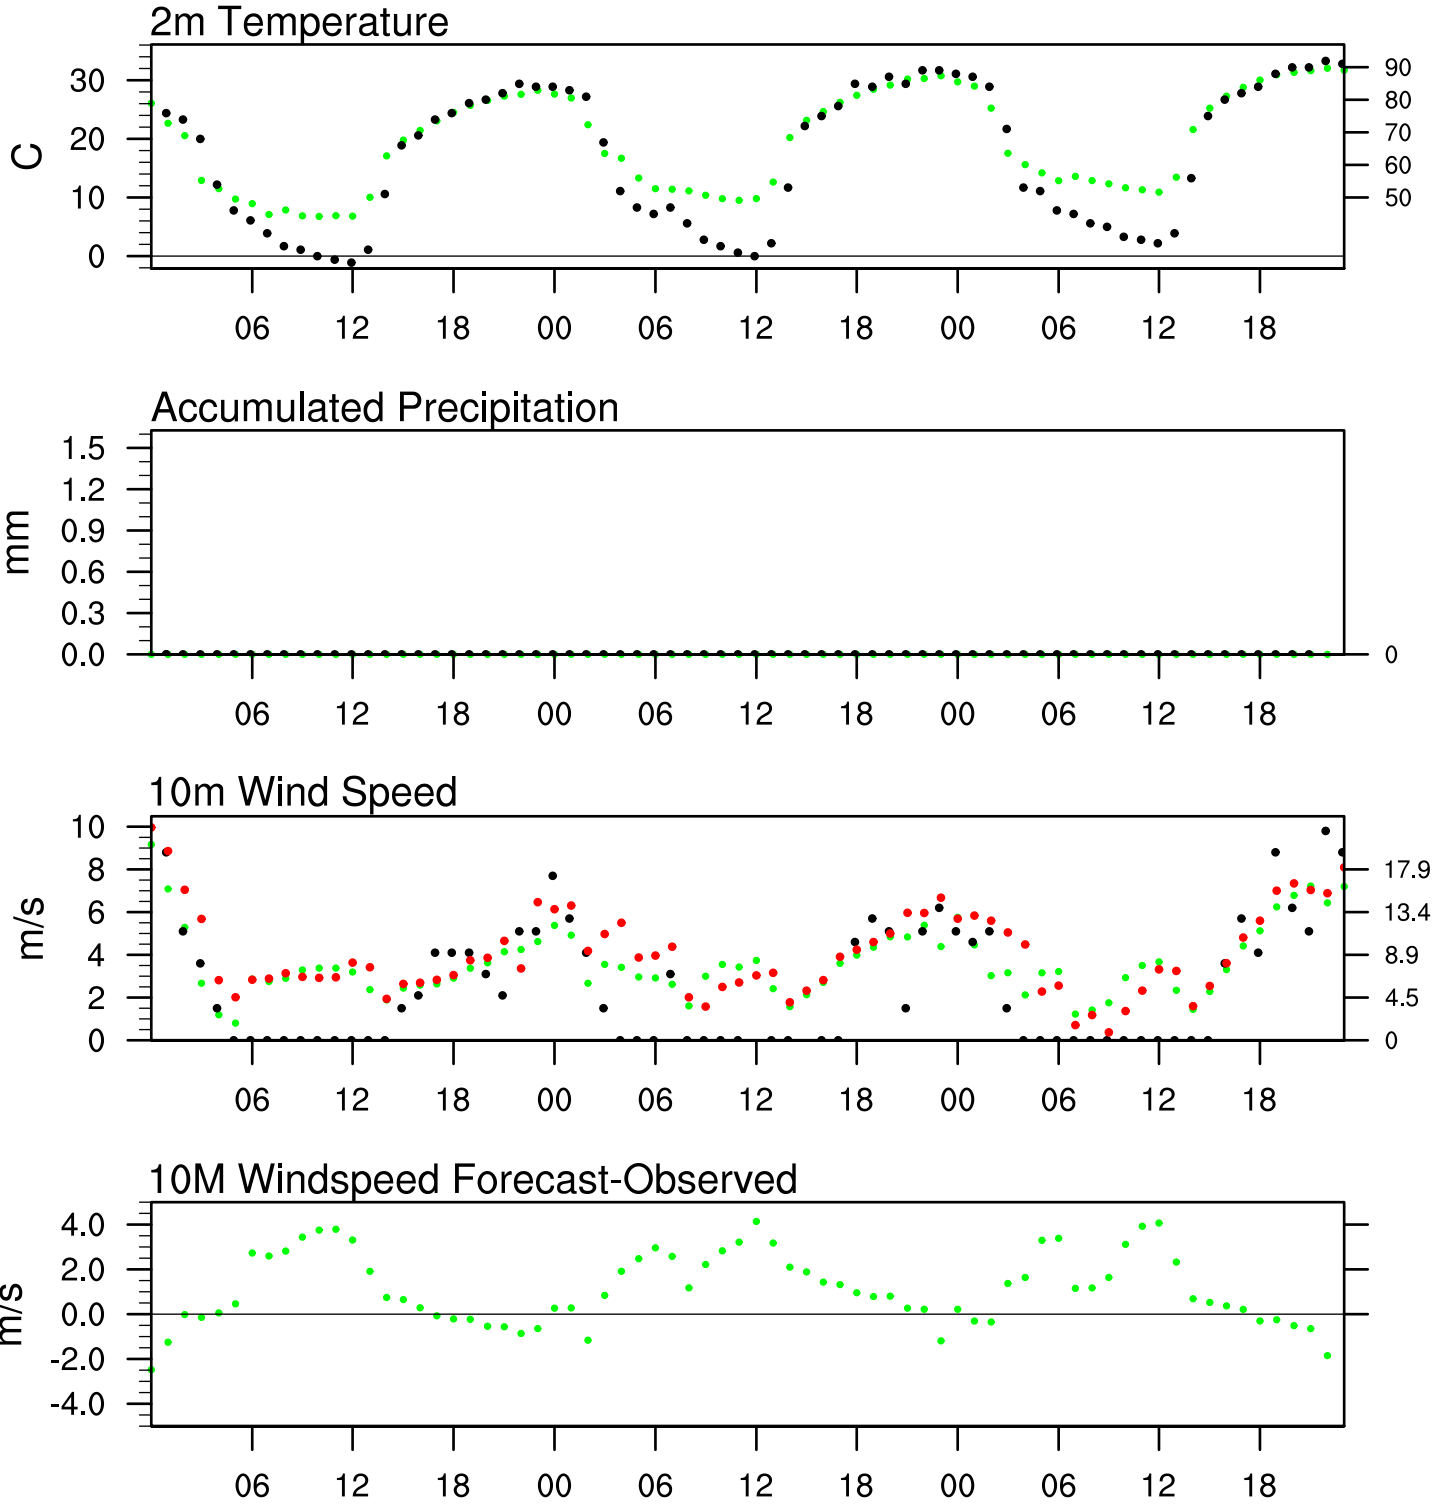 2m Temperature
30
20
10
0
C
90
80
70
60
50
06 12 18 00 06 12 18 00 06 12 18
Accumulated Precipitation
1.5
1.2
0.9
0.6
0.3
0.0
mm
0
06 12 18 00 06 12 18 00 06 12 18
10m Wind Speed
10
8
6
4
2
0
m/s
17.9
13.4
8.9
4.5
0
06 12 18 00 06 12 18 00 06 12 18
10M Windspeed Forecast-Observed
4.0
2.0
0.0
-2.0
-4.0
m/s
06 12 18 00 06 12 18 00 06 12 18